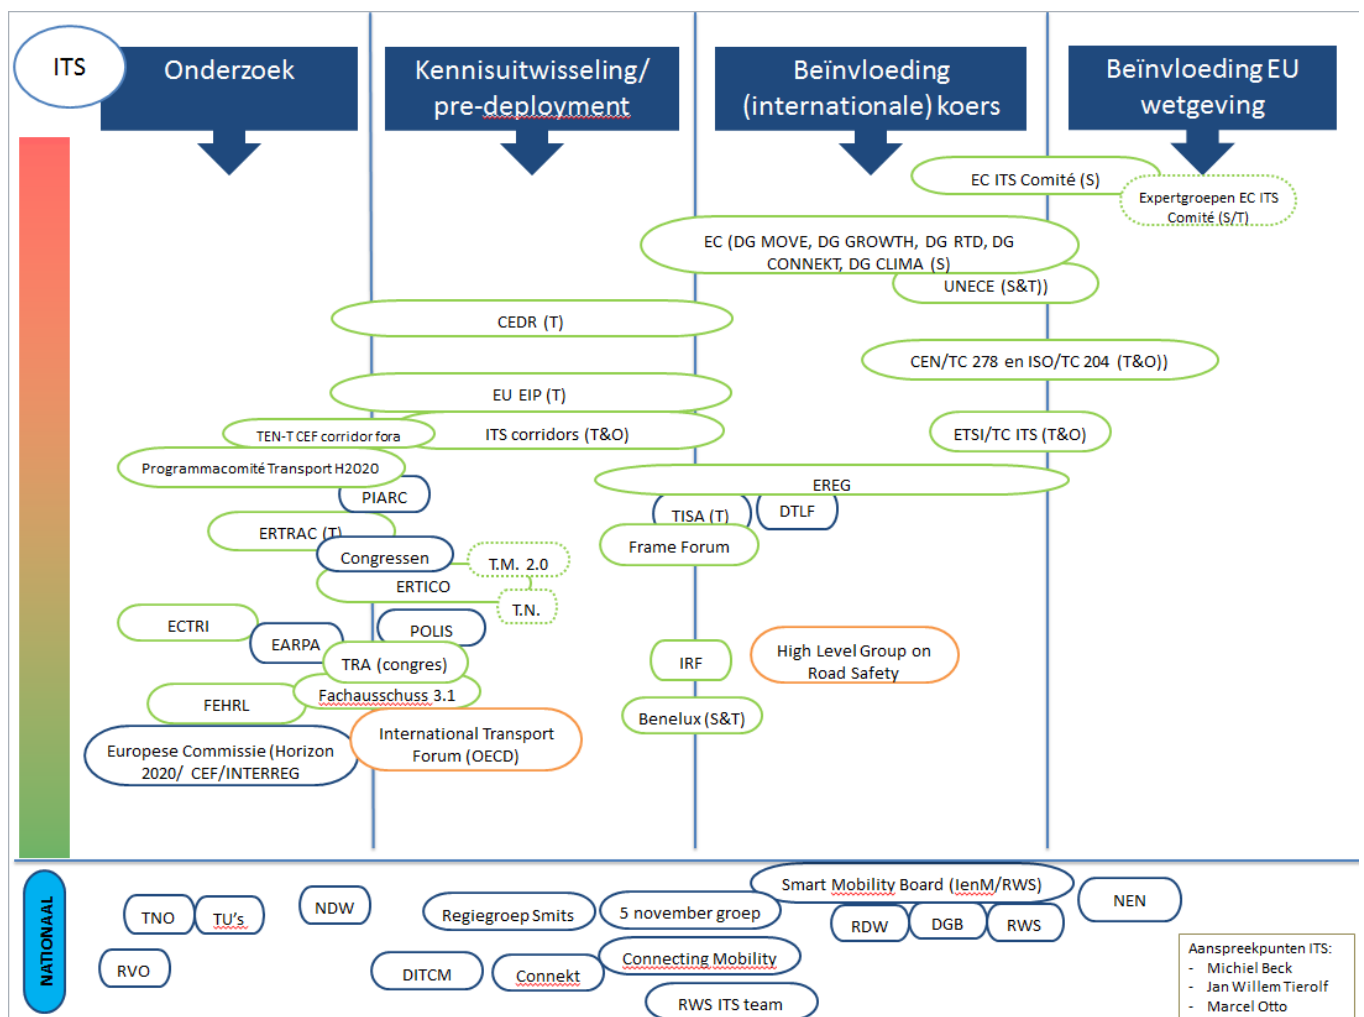 ITS
Onderzoek
Kennisuitwisseling/
pre-deployment
Beïnvloeding
(internationale) koers
Beïnvloeding EU
wetgeving
EC ITS Comité (S)
Expertgroepen EC ITS
Comité (S/T)
EC (DG MOVE, DG GROWTH, DG RTD, DG
CONNEKT, DG CLIMA (S)
UNECE (S&T))
CEDR (T)
CEN/TC 278 en ISO/TC 204 (T&O))
EU EIP (T)
TEN-T CEF corridor fora
ITS corridors (T&O)
ETSI/TC ITS (T&O)
Programmacomité Transport H2020
PIARC
EREG
TISA (T)
DTLF
ERTRAC (T)
Congressen
Frame Forum
T.M. 2.0
ERTICO
T.N.
ECTRI
EARPA
POLIS
TRA (congres)
IRF
High Level Group on
Road Safety
Fachausschuss 3.1
FEHRL
Benelux (S&T)
Europese Commissie (Horizon
2020/ CEF/INTERREG
International Transport
Forum (OECD)
NATIONAAL
TNO
TU's
NDW
Regiegroep Smits
5 november groep
Smart Mobility Board (IenM/RWS)
RDW
DGB
RWS
NEN
RVO
DITCM
Connekt
Connecting Mobility
RWS ITS team
Aanspreekpunten ITS:
- Michiel Beck
- Jan Willem Tierolf
- Marcel Otto